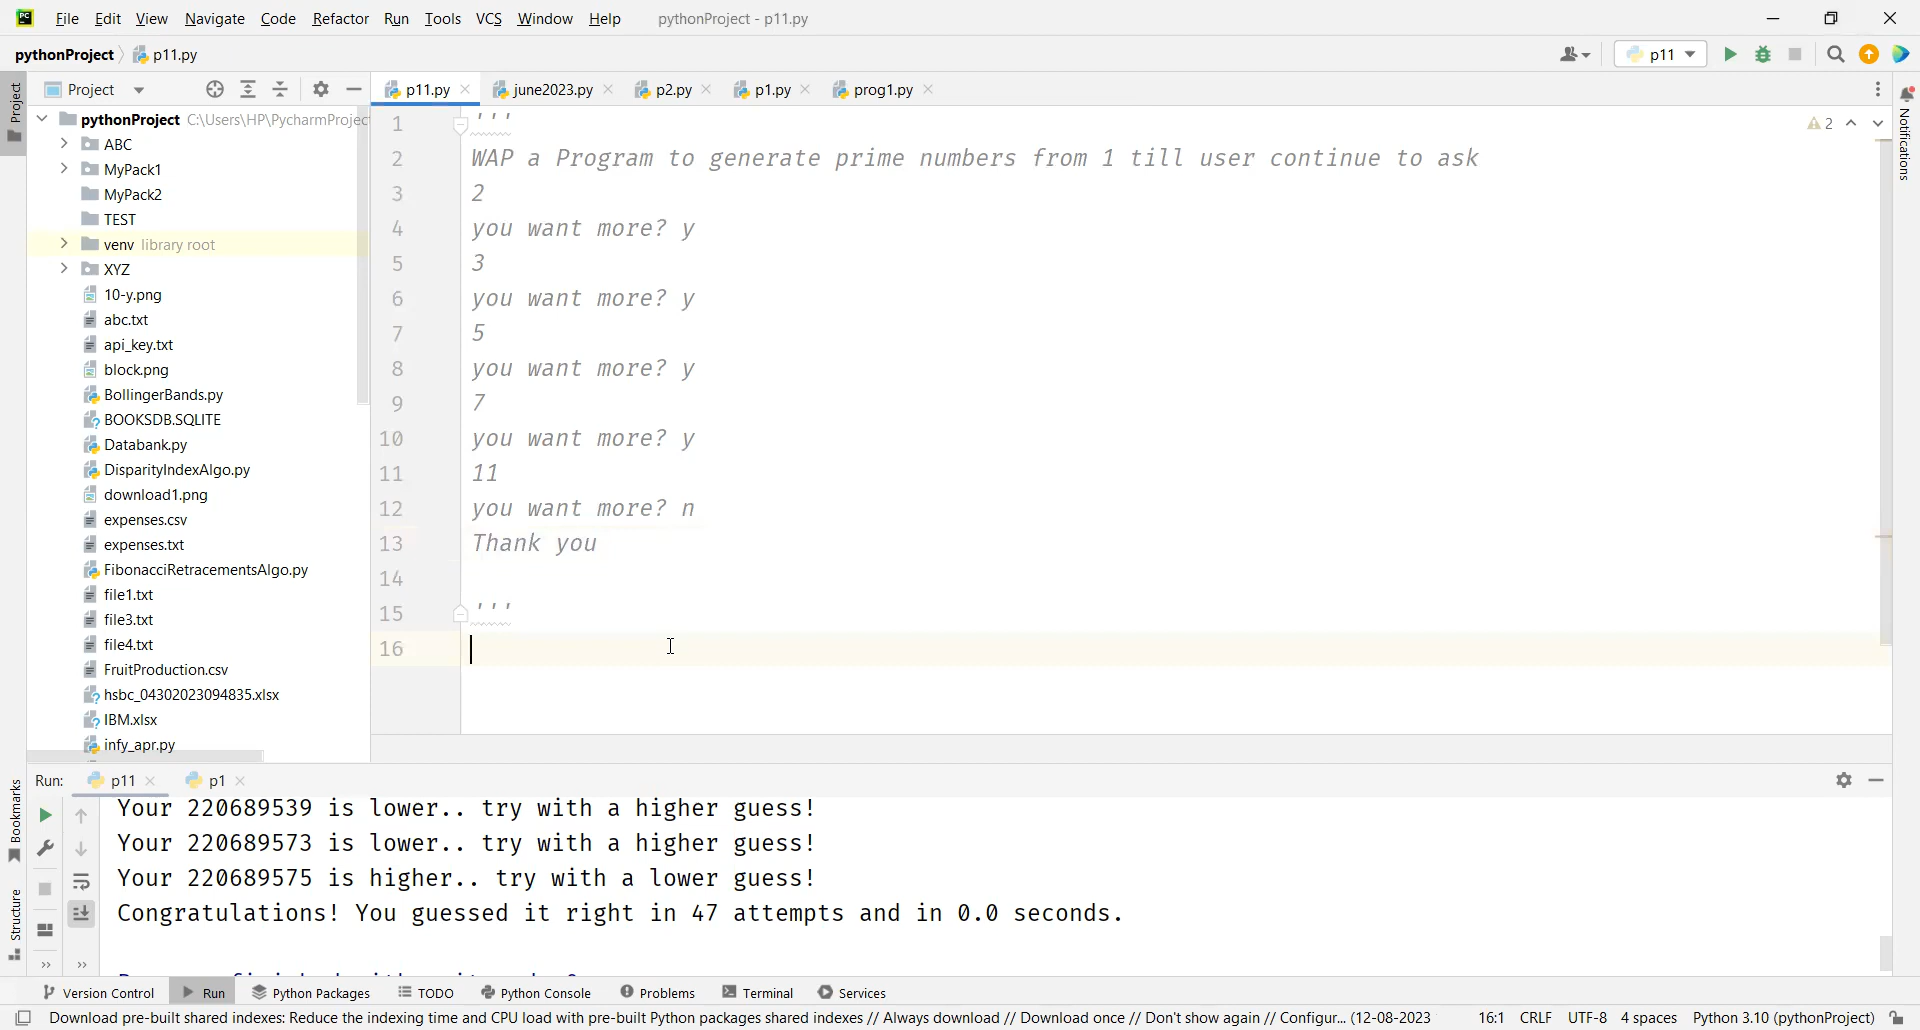 PC
File Edit View Navigate Code Refactor Run Tools VCS Window Help pythonProject - p11.py
pythonProject p11.py p11
Project p11.py june2023.py p2.py p1.py prog1.py
Project
Notifications
pythonProject C:\Users\HP\PycharmProjec
ABC
MyPack1
MyPack2
TEST
venv library root
XYZ
10-y.png
abc.txt
api_key.txt
block.png
BollingerBands.py
BOOKSDB.SQLITE
Databank.py
DisparityIndexAlgo.py
download1.png
expenses.csv
expenses.txt
FibonacciRetracementsAlgo.py
file1.txt
file3.txt
file4.txt
FruitProduction.csv
hsbc_04302023094835.xlsx
IBM.xlsx
infy_apr.py
1 ''' 2
2 WAP a Program to generate prime numbers from 1 till user continue to ask
3 2
4 you want more? y
5 3
6 you want more? y
7 5
8 you want more? y
9 7
10 you want more? y
11 11
12 you want more? n
13 Thank you
14
15 '''
16
Run: p11 p1
Bookmarks
Structure
Your 220689539 is lower.. try with a higher guess!
Your 220689573 is lower.. try with a higher guess!
Your 220689575 is higher.. try with a lower guess!
Congratulations! You guessed it right in 47 attempts and in 0.0 seconds.
Version Control Run Python Packages TODO Python Console Problems Terminal Services
Download pre-built shared indexes: Reduce the indexing time and CPU load with pre-built Python packages shared indexes // Always download // Download once // Don't show again // Configur... (12-08-2023 16:1 CRLF UTF-8 4 spaces Python 3.10 (pythonProject)